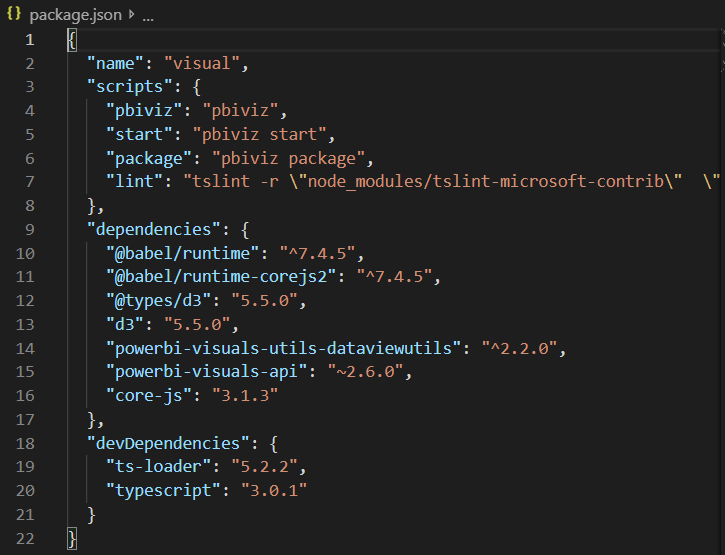 {} package.json > ...
1 {
2 "name": "visual",
3 "scripts": {
4 "pbiviz": "pbiviz",
5 "start": "pbiviz start",
6 "package": "pbiviz package",
7 "lint": "tslint -r \"node_modules/tslint-microsoft-contrib\"  \"
8 },
9 "dependencies": {
10 "@babel/runtime": "^7.4.5",
11 "@babel/runtime-corejs2": "^7.4.5",
12 "@types/d3": "5.5.0",
13 "d3": "5.5.0",
14 "powerbi-visuals-utils-dataviewutils": "^2.2.0",
15 "powerbi-visuals-api": "~2.6.0",
16 "core-js": "3.1.3"
17 },
18 "devDependencies": {
19 "ts-loader": "5.2.2",
20 "typescript": "3.0.1"
21 }
22 }